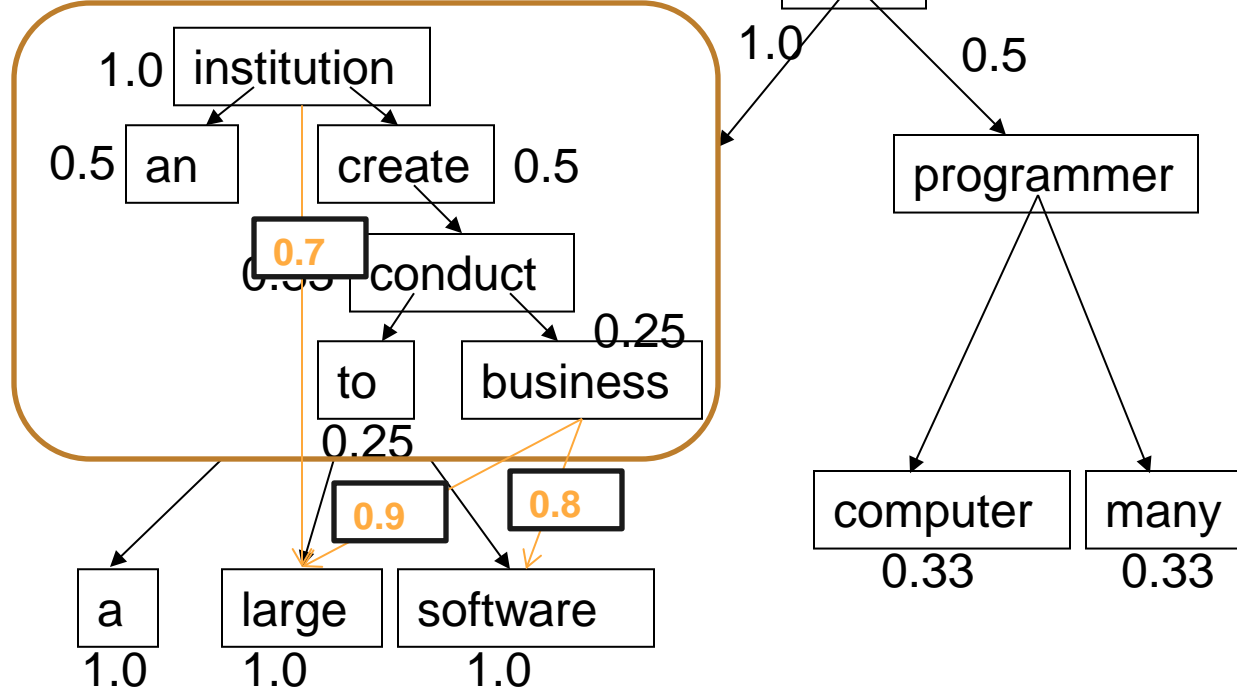 1.0
0.5
1.0 institution
0.5 an
create 0.5
programmer
0.7
conduct
0.25
to
business
0.25
0.9
0.8
computer
many
0.33
0.33
a
large
software
1.0
1.0
1.0